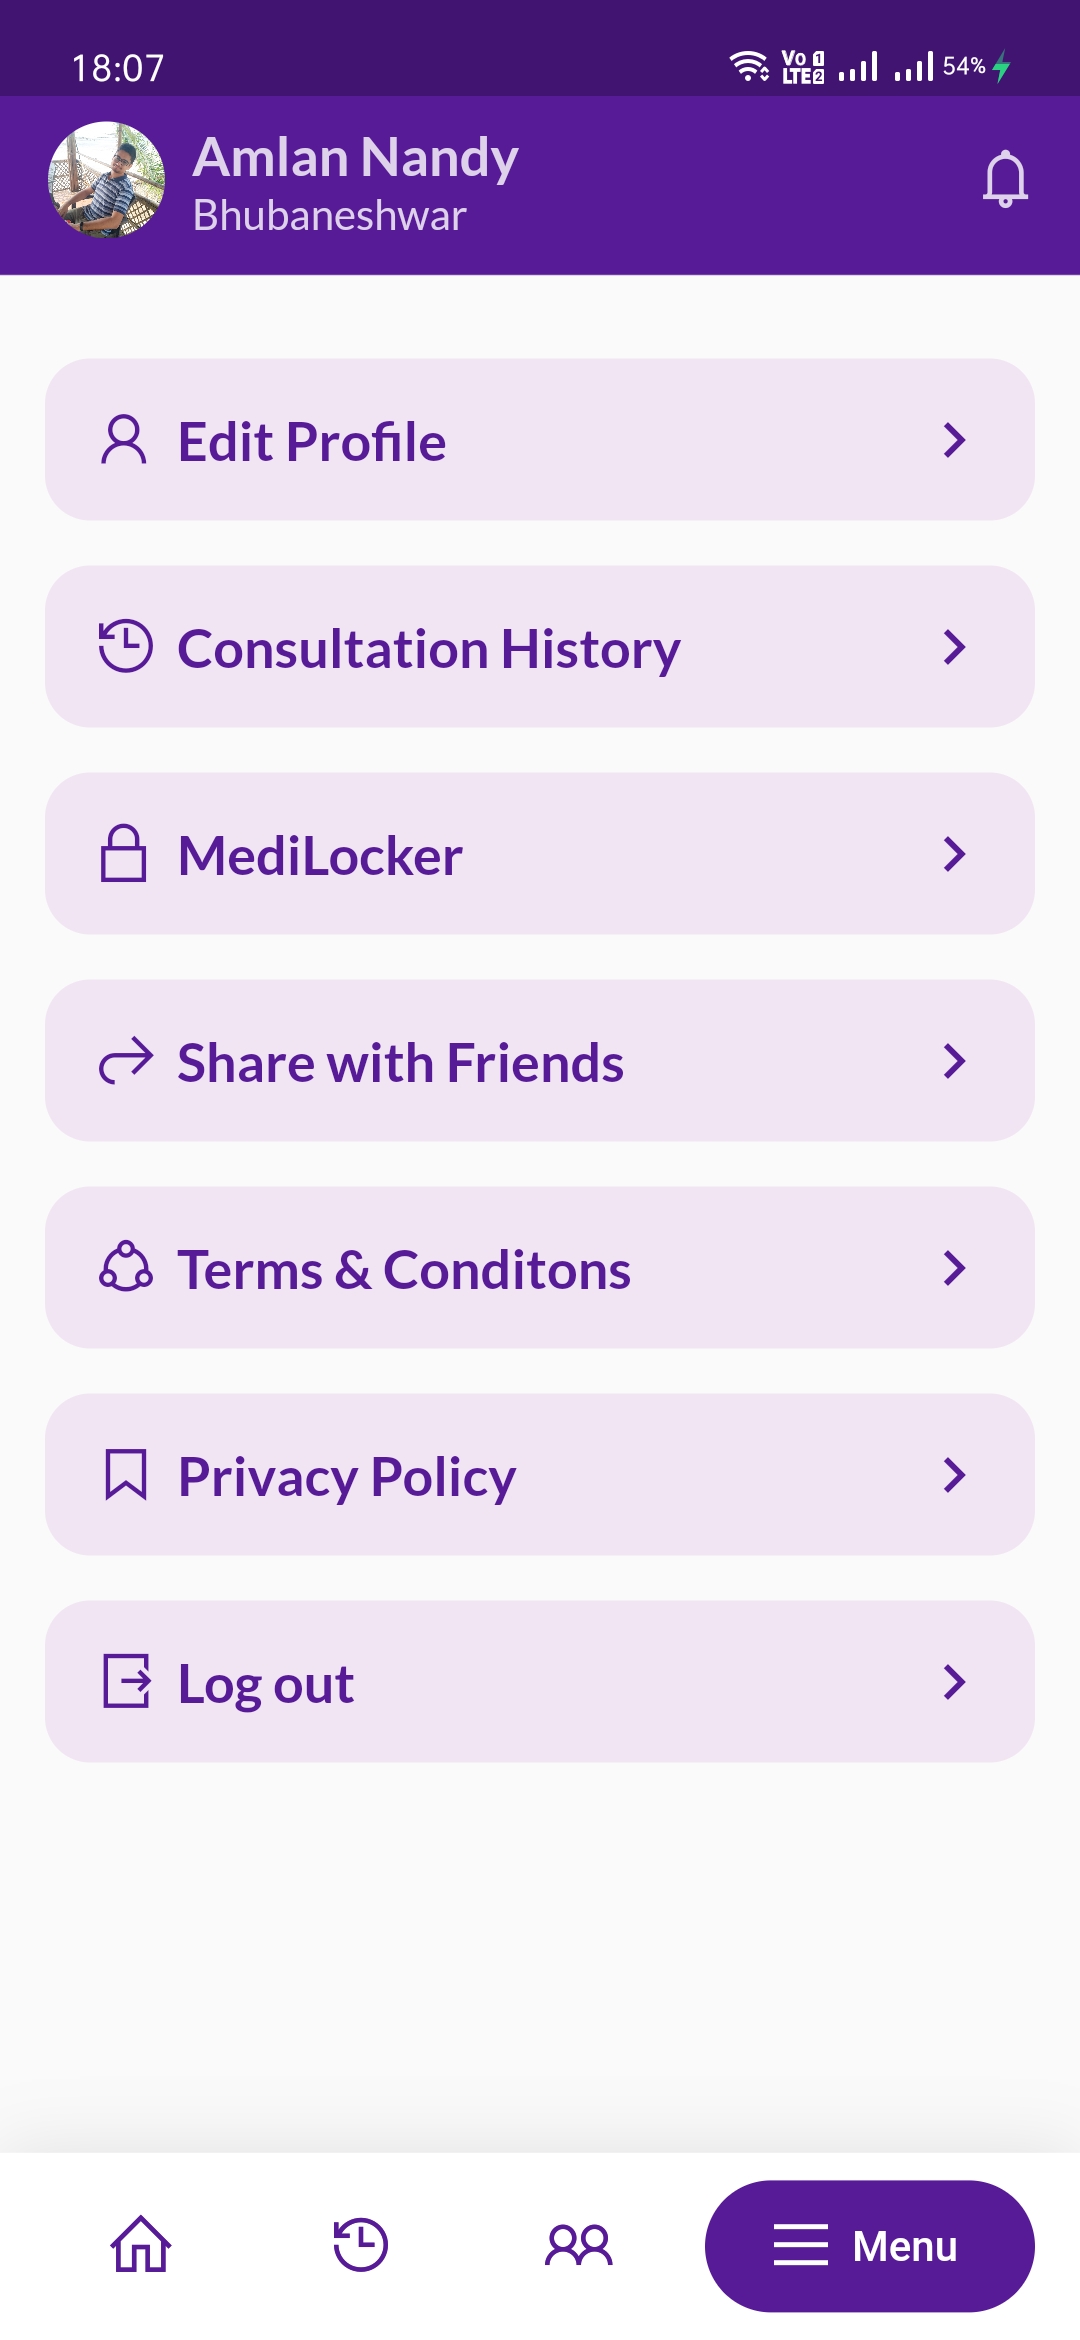 18:07
Vo 1
LTE 2
54%
Amlan Nandy
Bhubaneshwar
Edit Profile
Consultation History
MediLocker
Share with Friends
Terms & Conditons
Privacy Policy
Log out
Menu